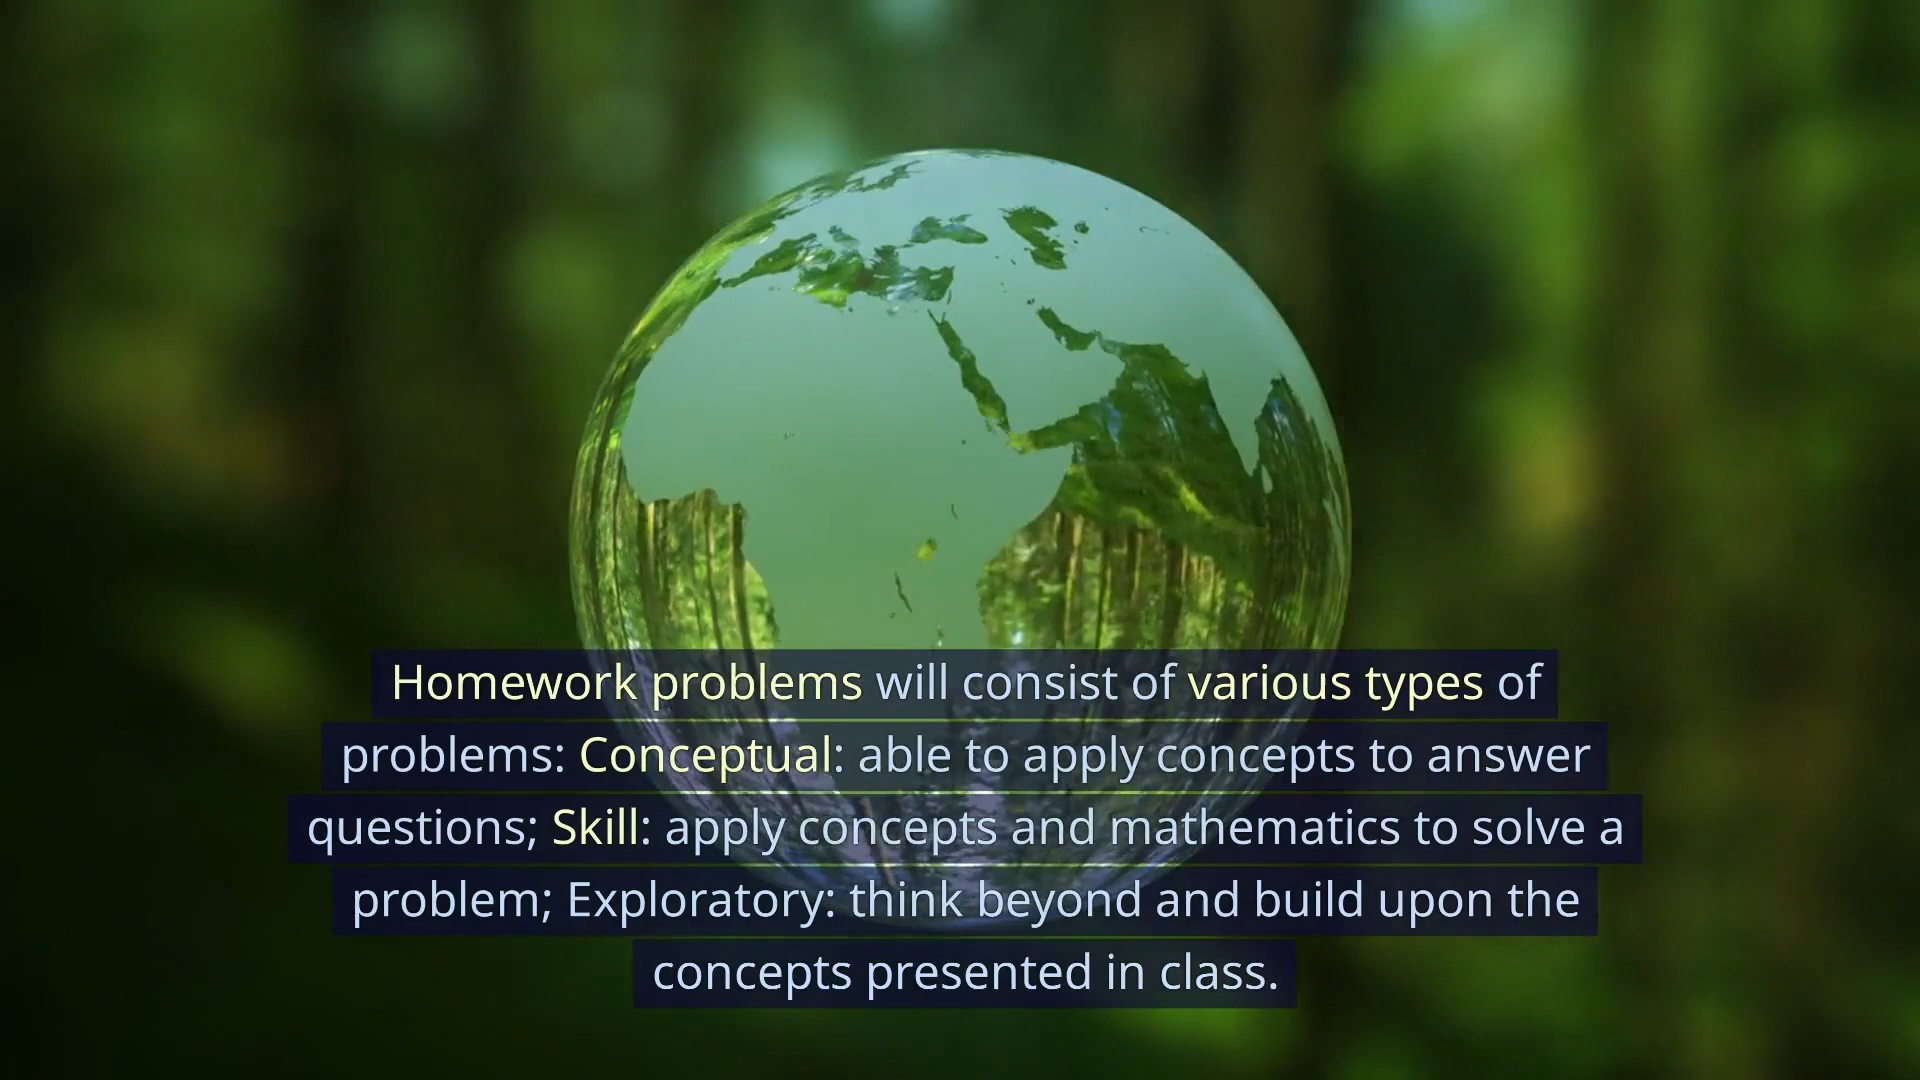 Homework problems will consist of various types of
problems: Conceptual: able to apply concepts to answer
questions; Skill: apply concepts and mathematics to solve a
problem; Exploratory: think beyond and build upon the
concepts presented in class.